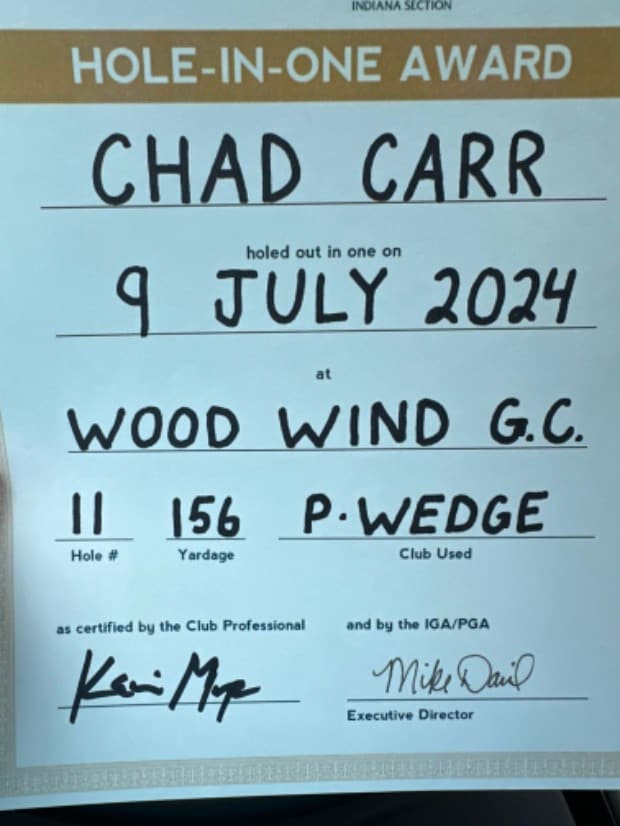 INDIANA SECTION
HOLE-IN-ONE AWARD
CHAD CARR
holed out in one on
9 JULY 2024
at
WOOD WIND G.C.
11 156 P. WEDGE
Hole # Yardage Club Used
as certified by the Club Professional and by the IGA/PGA
Mike David
Executive Director